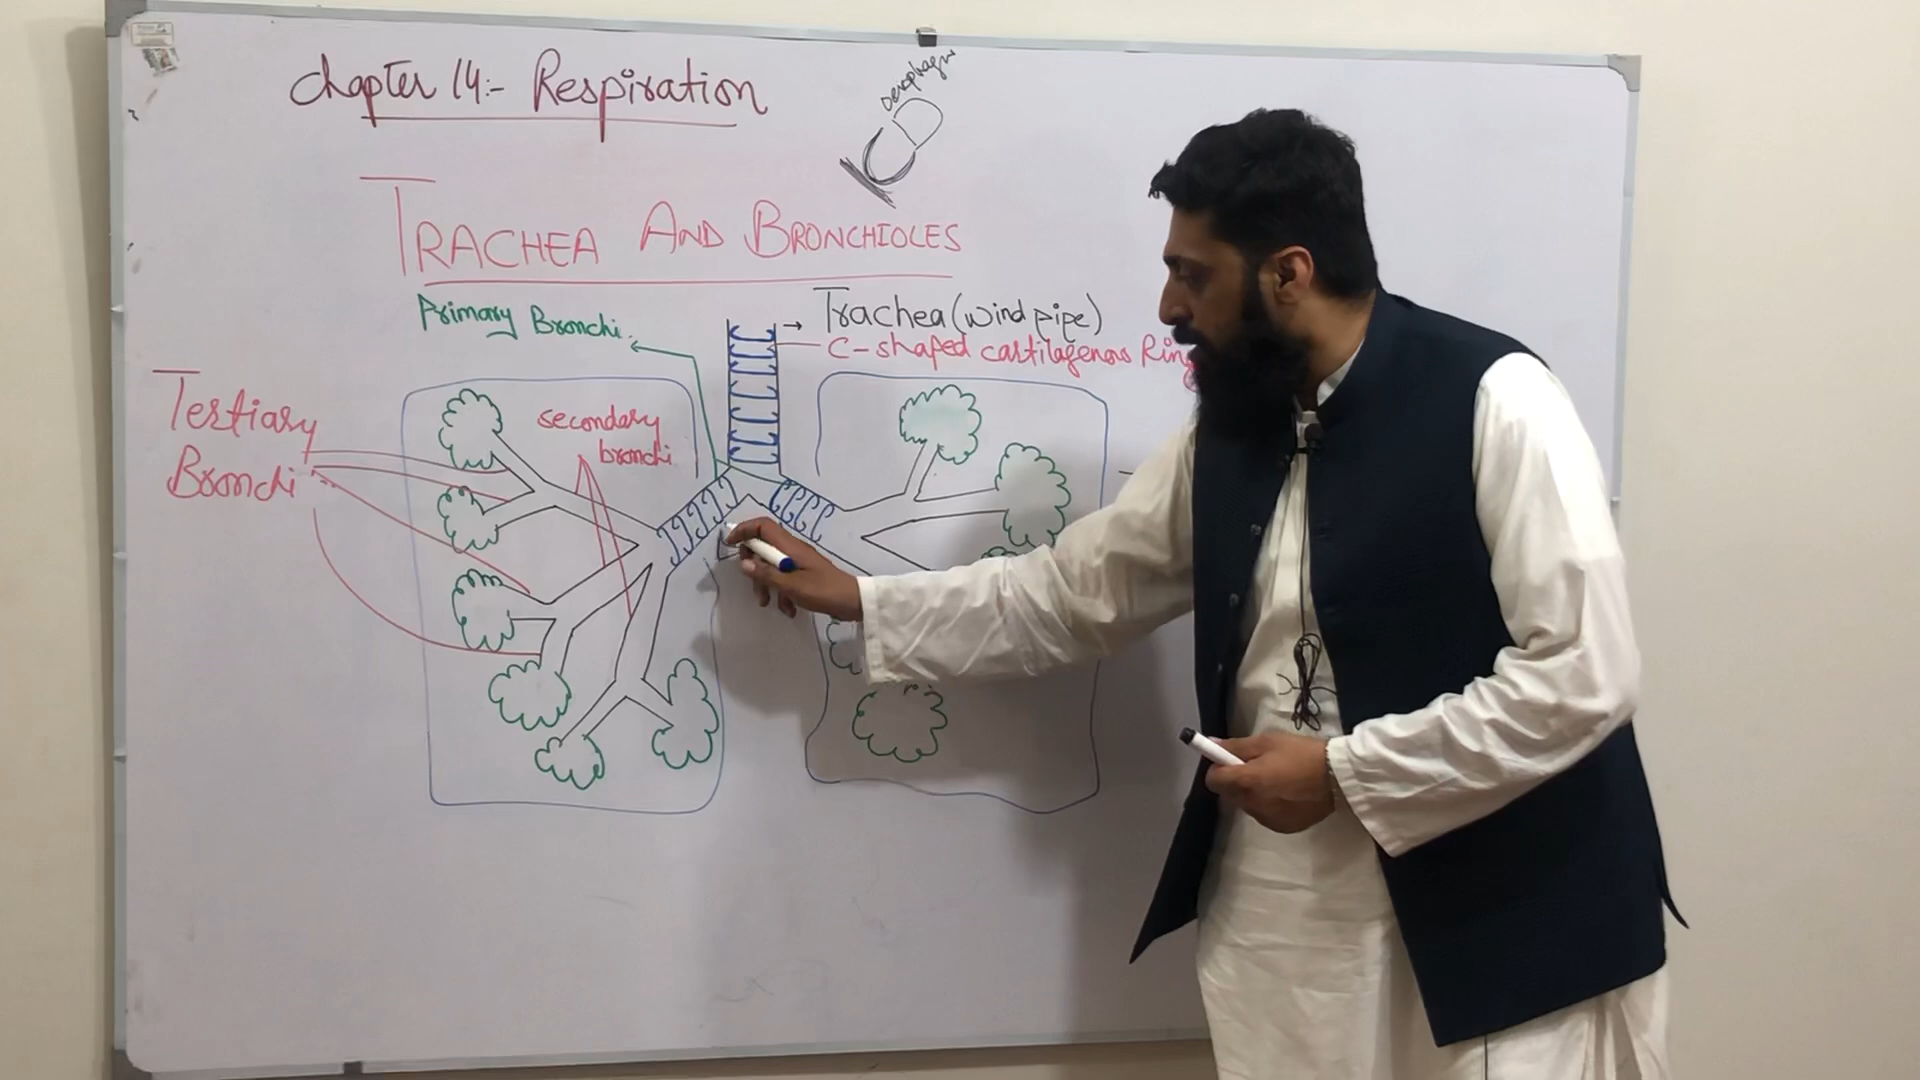 Chapter 14:- Respiration
Oesophagus
TRACHEA AND BRONCHIOLES
Primary Bronchi
Trachea (wind pipe)
C-shaped cartilagenous Ring
Tertiary
Bronchi
secondary
bronchi